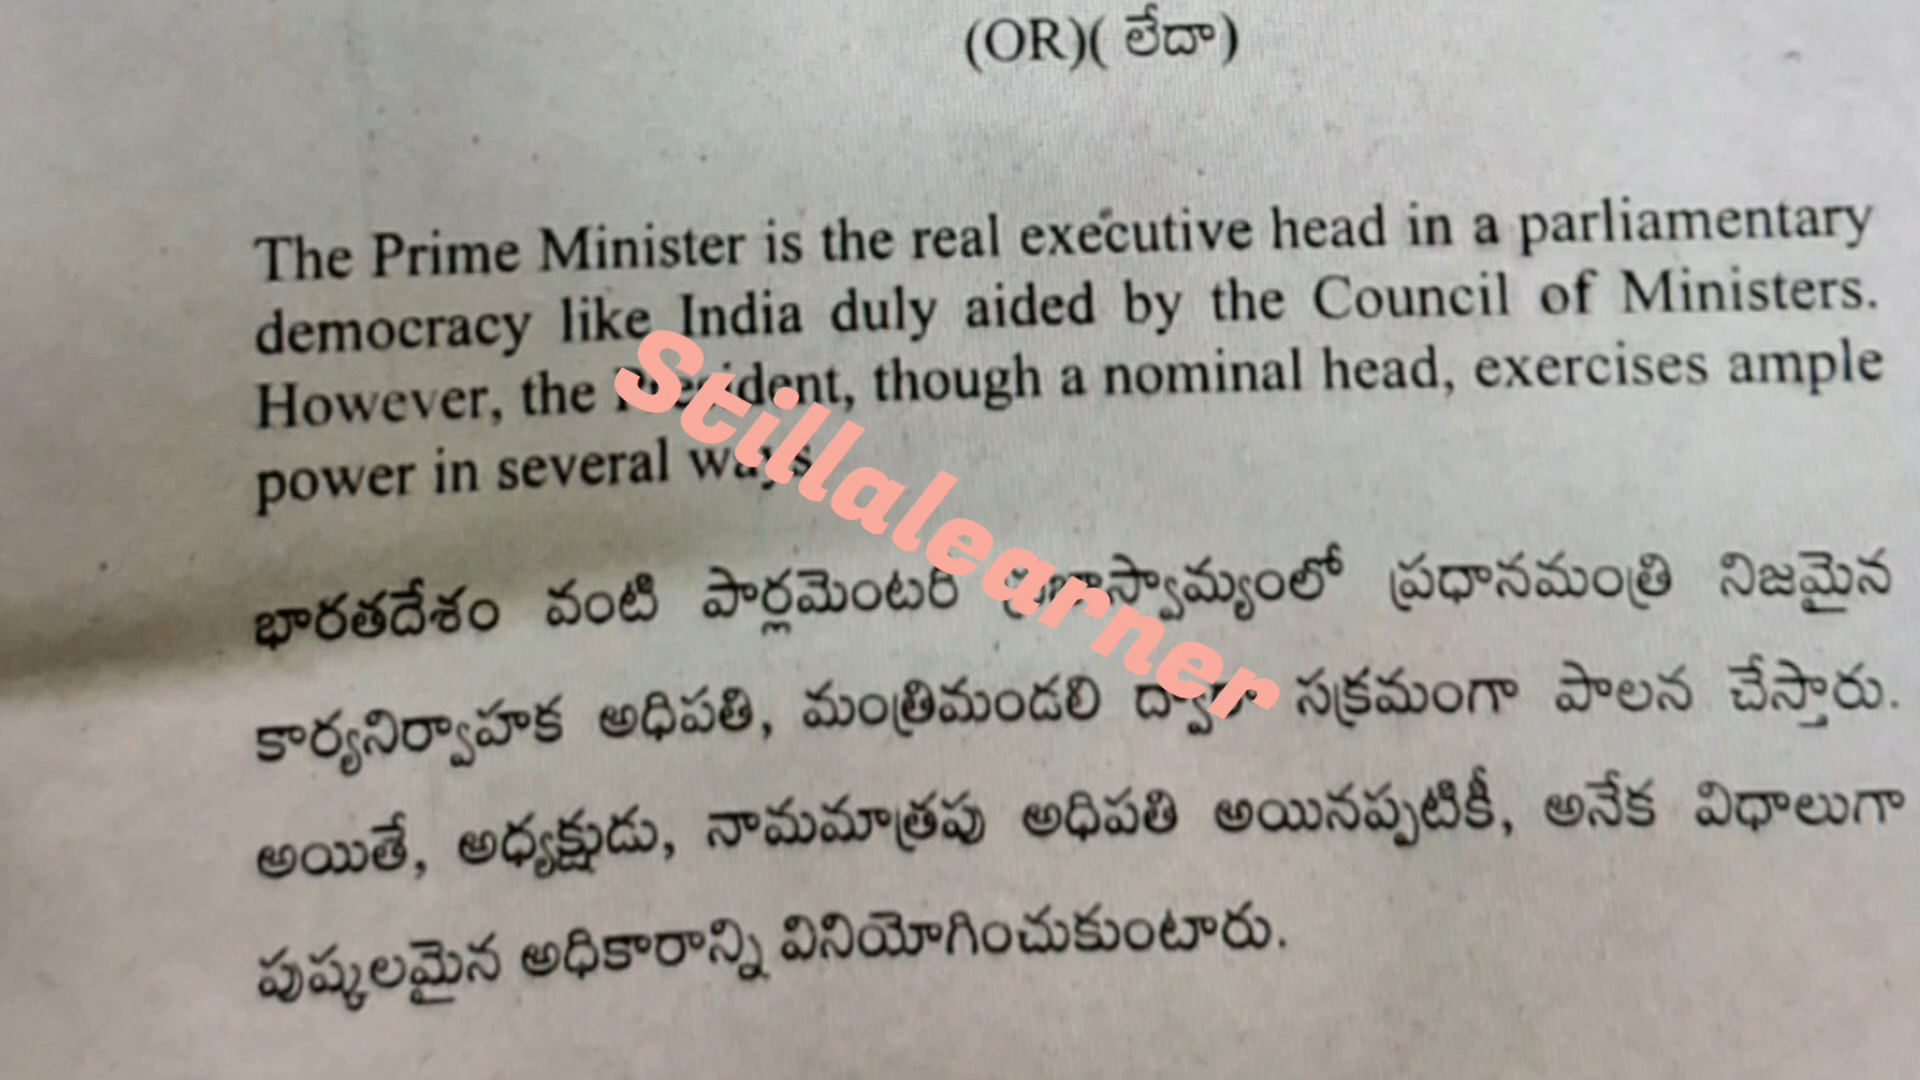 (OR)( లేదా)
The Prime Minister is the real executive head in a parliamentary
democracy like India duly aided by the Council of Ministers.
However, the President, though a nominal head, exercises ample
power in several ways
Stillalearner
భారతదేశం వంటి పార్లమెంటరీ ప్రజాస్వామ్యంలో ప్రధానమంత్రి నిజమైన
కార్యనిర్వాహక అధిపతి, మంత్రిమండలి ద్వారా సక్రమంగా పాలన చేస్తారు.
అయితే, అధ్యక్షుడు, నామమాత్రపు అధిపతి అయినప్పటికీ, అనేక విధాలుగా
పుష్కలమైన అధికారాన్ని వినియోగించుకుంటారు.